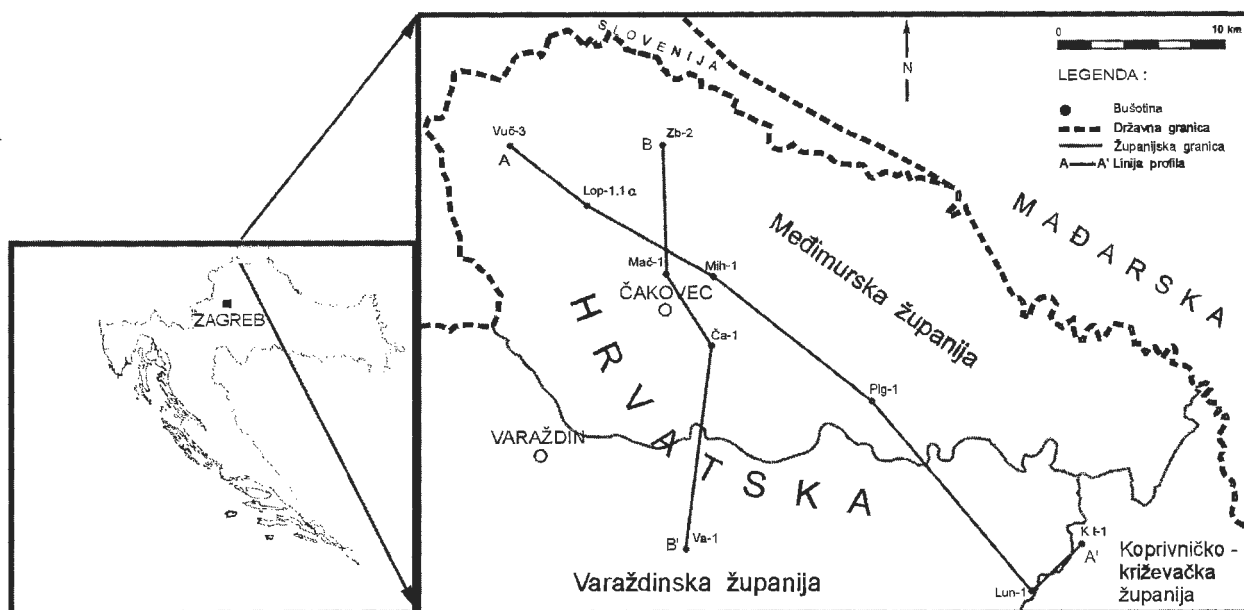 SLOVENIJA
N
0 10 km
LEGENDA :
Bušotina
Državna granica
Županijska granica
A A' Linija profila
Vuč-3
A
B
Zb-2
Lop-1.1α
MAĐARSKA
Međimurska županija
Mač-1
Mih-1
ČAKOVEC
Ča-1
HRVATSKA
Plg-1
VARAŽDIN
ZAGREB
B'
Va-1
Kt-1
A'
Lun-1
Varaždinska županija
Koprivničko -
križevačka
županija